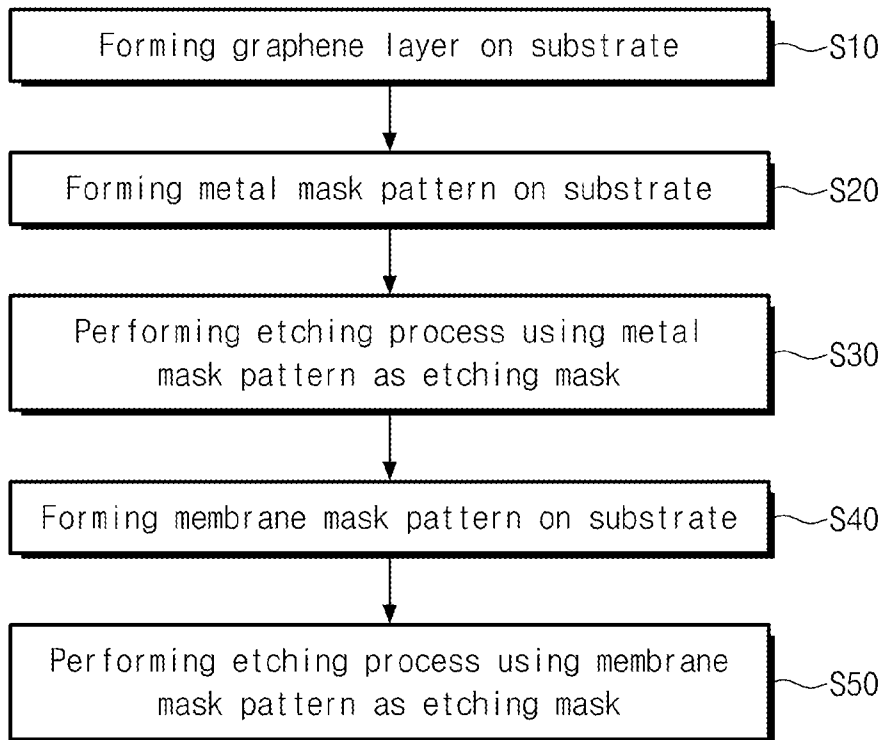 Forming graphene layer on substrate
S10
Forming metal mask pattern on substrate
S20
Performing etching process using metal
mask pattern as etching mask
S30
Forming membrane mask pattern on substrate
S40
Performing etching process using membrane
mask pattern as etching mask
S50